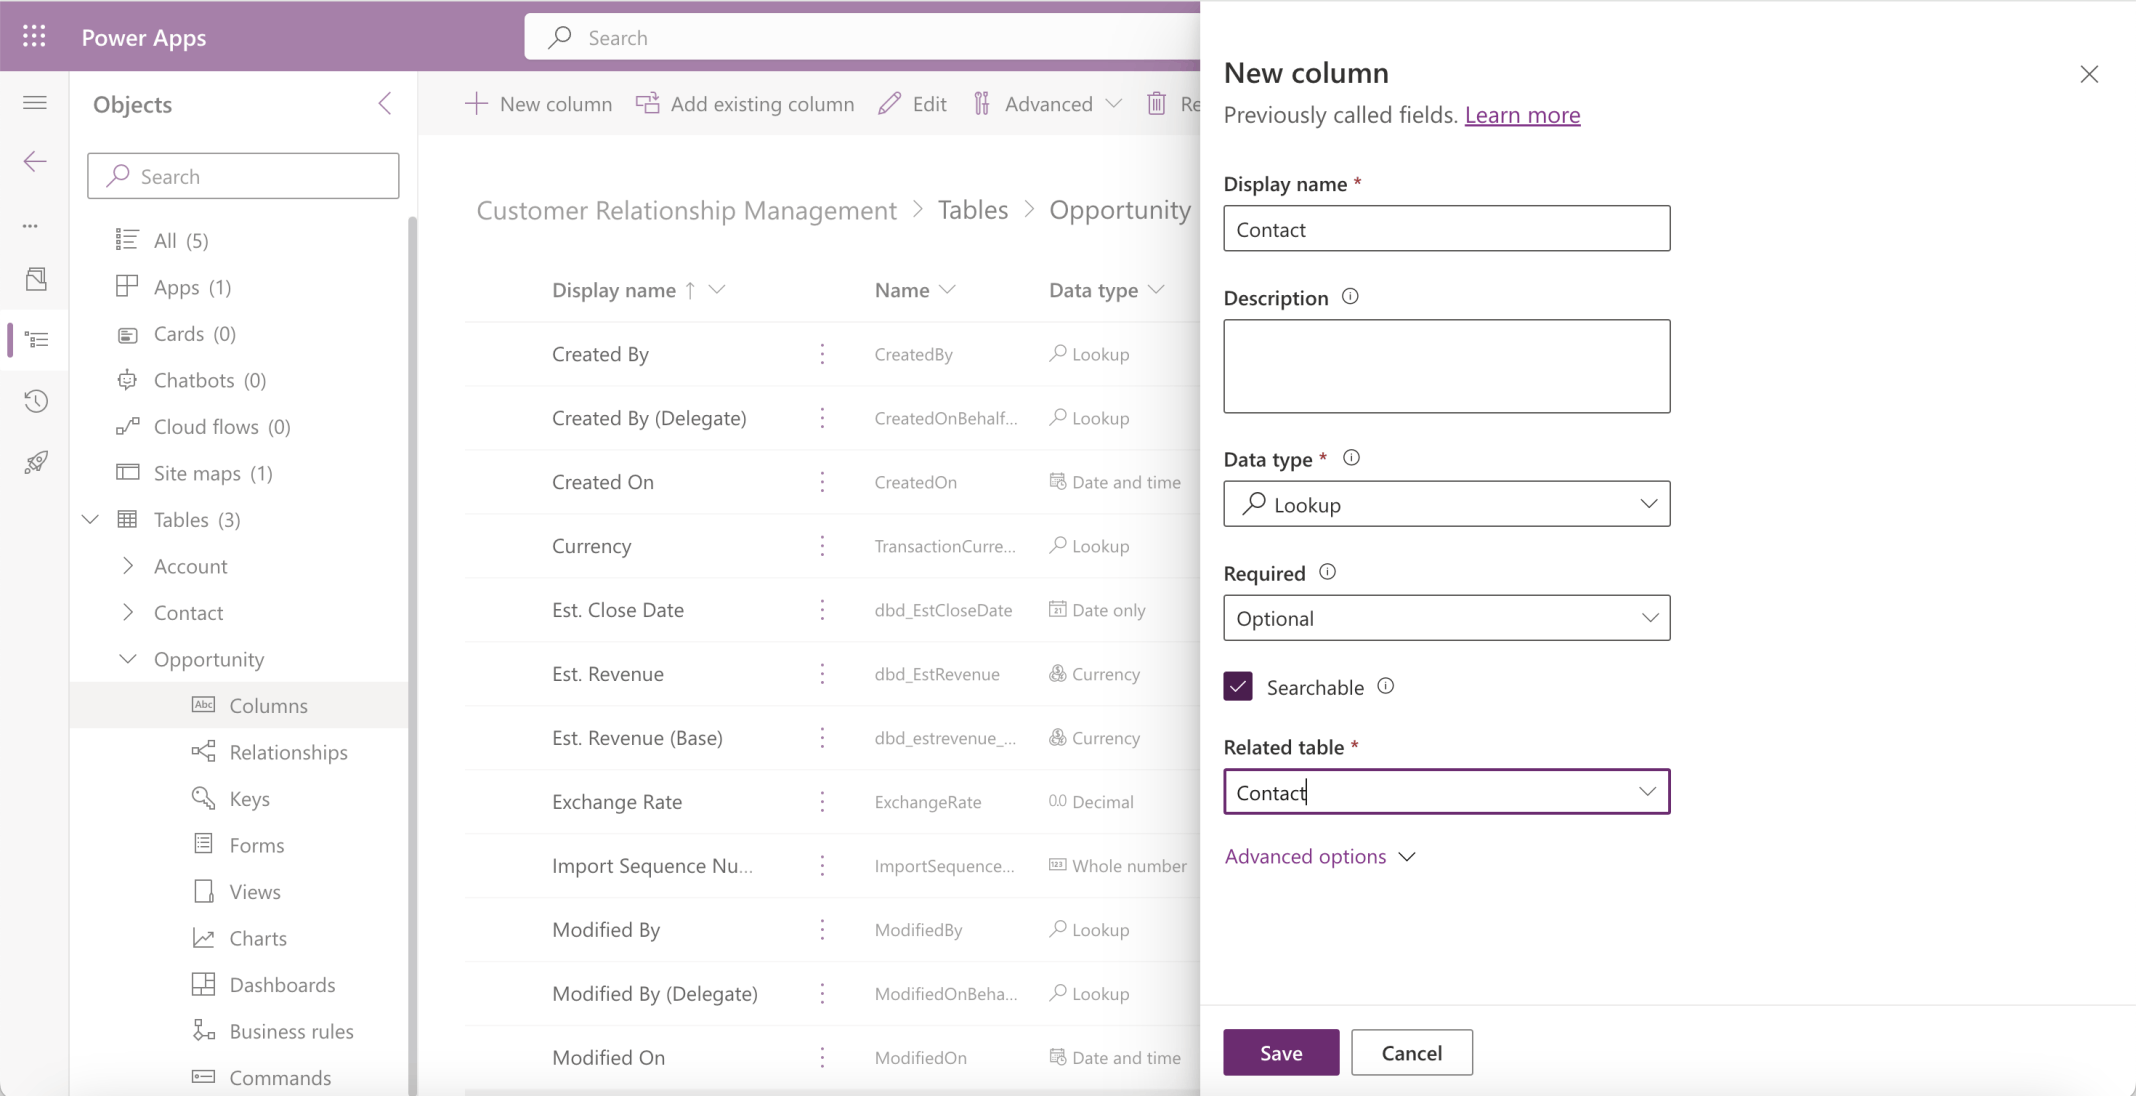 Power Apps
Search
Objects
Search
All (5)
Apps (1)
Cards (0)
Chatbots (0)
Cloud flows (0)
Site maps (1)
Tables (3)
Account
Contact
Opportunity
Abc Columns
Relationships
Keys
Forms
Views
Charts
Dashboards
Business rules
Commands
New column Add existing column Edit Advanced Re
Customer Relationship Management > Tables > Opportunity
Display name ↑ Name Data type
Created By CreatedBy Lookup
Created By (Delegate) CreatedOnBehalf... Lookup
Created On CreatedOn Date and time
Currency TransactionCurre... Lookup
Est. Close Date dbd_EstCloseDate 21 Date only
Est. Revenue dbd_EstRevenue Currency
Est. Revenue (Base) dbd_estrevenue_... Currency
Exchange Rate ExchangeRate 0.0 Decimal
Import Sequence Nu... ImportSequence... 123 Whole number
Modified By ModifiedBy Lookup
Modified By (Delegate) ModifiedOnBeha... Lookup
Modified On ModifiedOn Date and time
New column
Previously called fields. Learn more
Display name *
Contact
Description
Data type *
Lookup
Required
Optional
Searchable
Related table *
Contact
Advanced options
Save Cancel